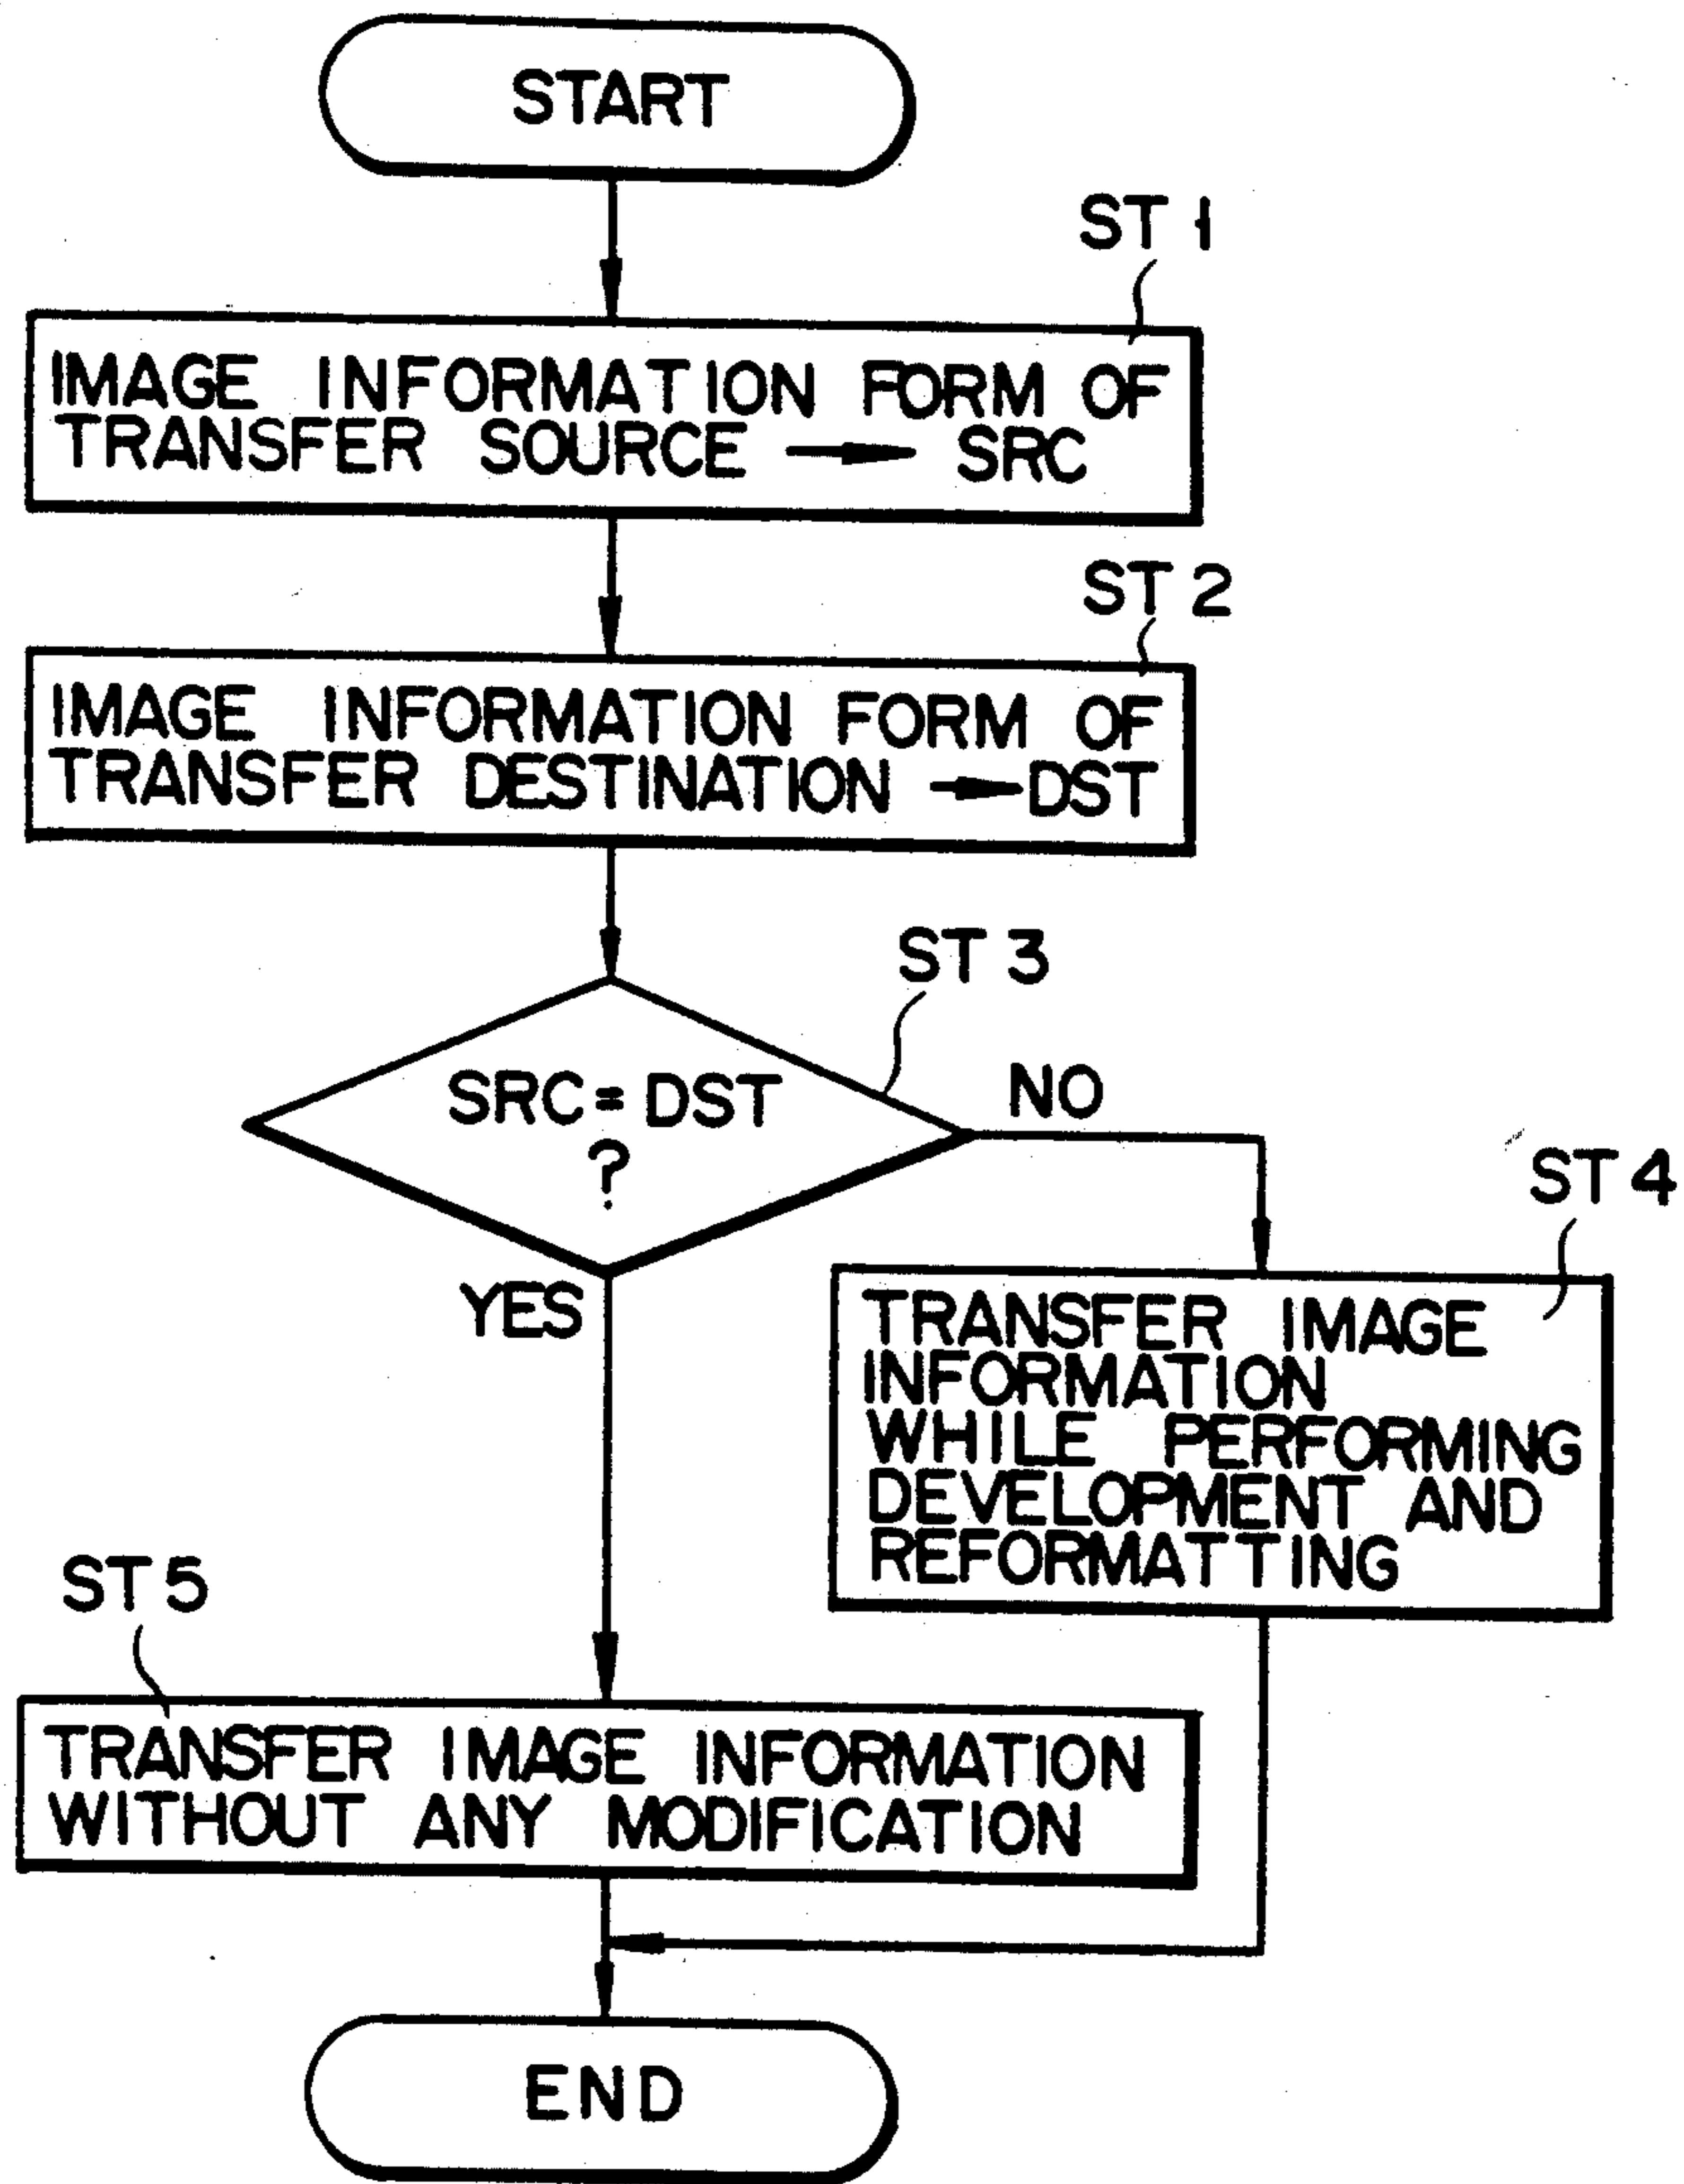 START
ST 1
IMAGE INFORMATION FORM OF
TRANSFER SOURCE → SRC
ST 2
IMAGE INFORMATION FORM OF
TRANSFER DESTINATION → DST
ST 3
SRC = DST
?
NO
YES
ST 4
TRANSFER IMAGE
INFORMATION
WHILE PERFORMING
DEVELOPMENT AND
REFORMATTING
ST 5
TRANSFER IMAGE INFORMATION
WITHOUT ANY MODIFICATION
END